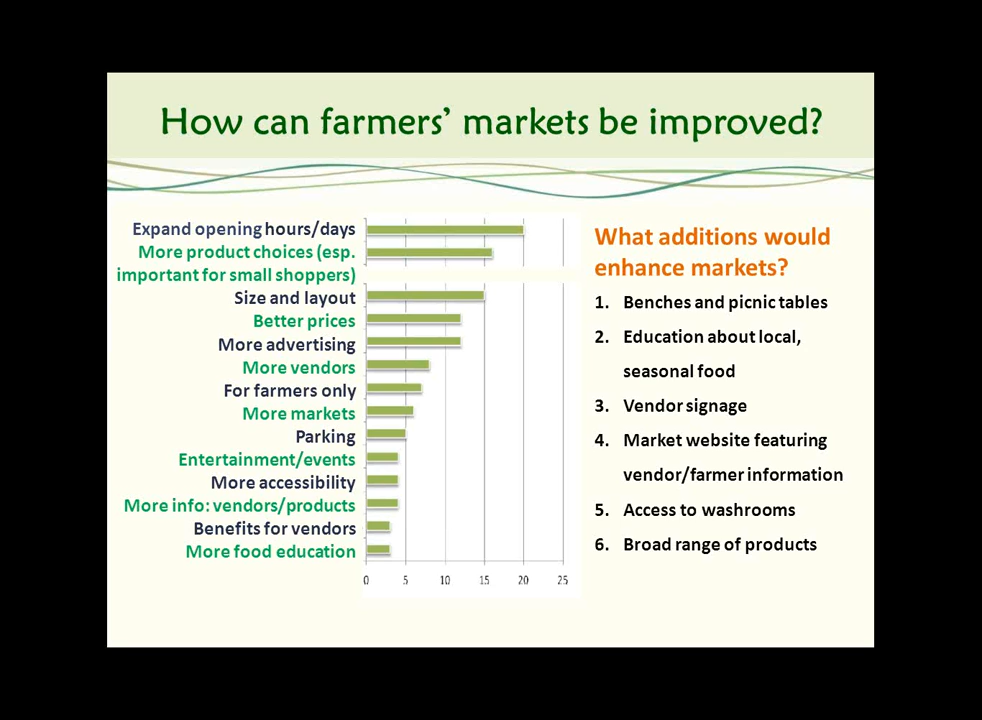 How can farmers’ markets be improved?
Expand opening hours/days
More product choices (esp.
important for small shoppers)
Size and layout
Better prices
More advertising
More vendors
For farmers only
More markets
Parking
Entertainment/events
More accessibility
More info: vendors/products
Benefits for vendors
More food education
0 5 10 15 20 25
What additions would
enhance markets?
1. Benches and picnic tables
2. Education about local,
seasonal food
3. Vendor signage
4. Market website featuring
vendor/farmer information
5. Access to washrooms
6. Broad range of products